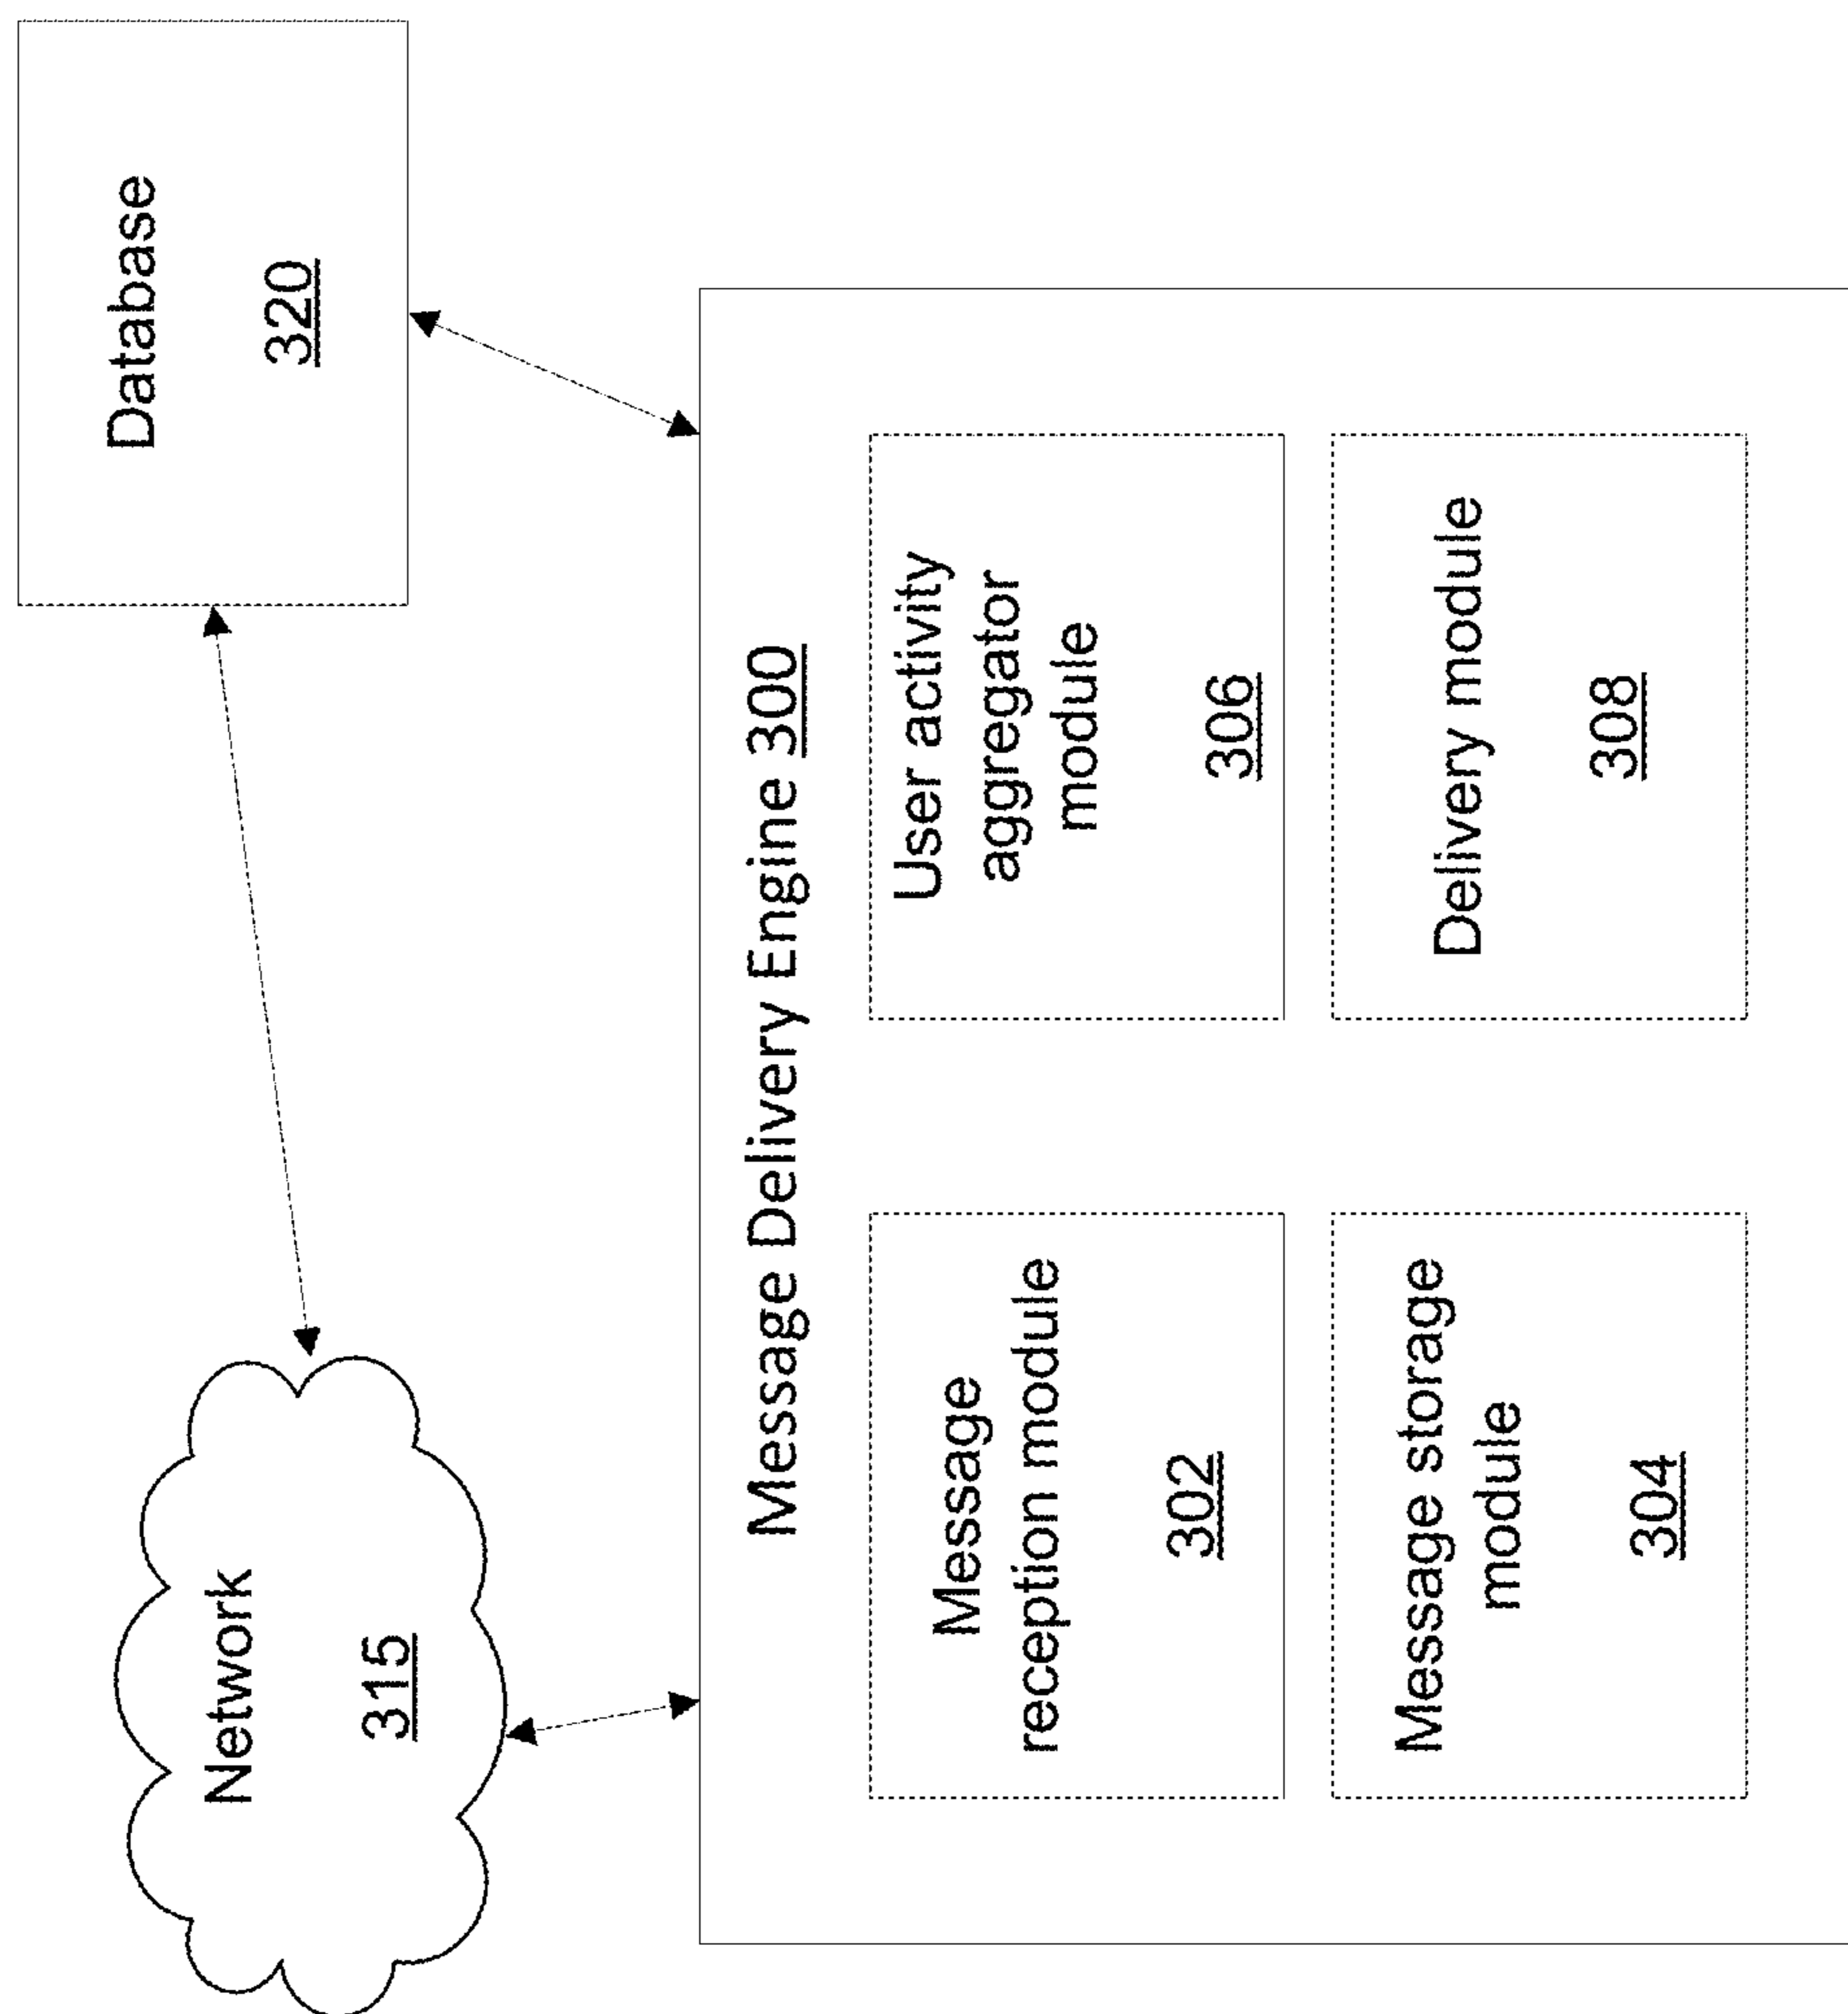 Network
315
Database
320
Message Delivery Engine 300
Message
reception module
302
User activity
aggregator
module
306
Message storage
module
304
Delivery module
308